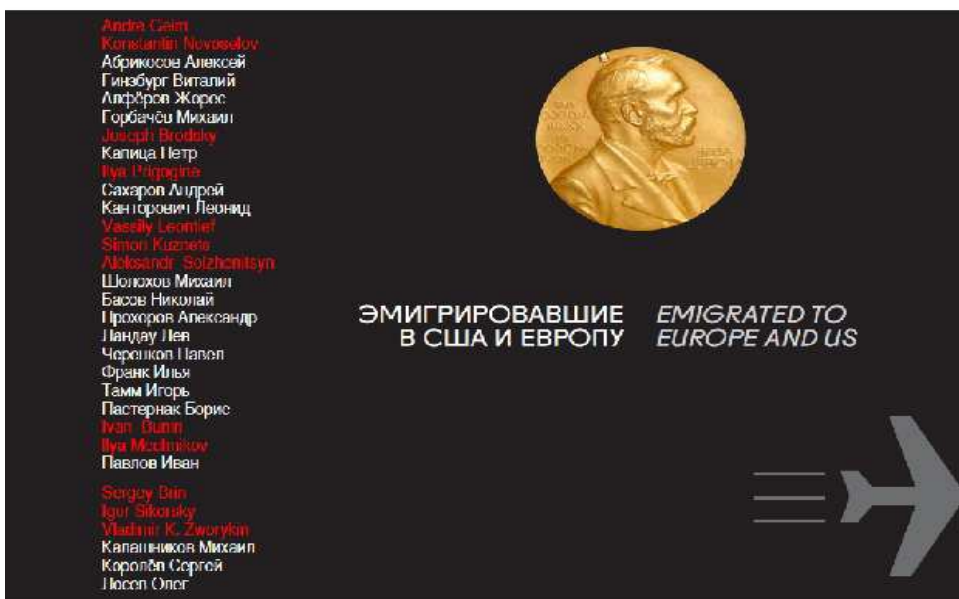 Andre Geim
Konstantin Novoselov
Абрикосов Алексей
Гинзбург Виталий
Алфёров Жорес
Горбачёв Михаил
Joseph Brodsky
Капица Петр
Ilya Prigogine
Сахаров Андрей
Канторович Леонид
Vassily Leontief
Simon Kuznets
Aleksandr Solzhenitsyn
Шолохов Михаил
Басов Николай
Прохоров Александр
Ландау Лев
Черенков Павел
Франк Илья
Тамм Игорь
Пастернак Борис
Ivan Bunin
Ilya Mechnikov
Павлов Иван
Sergey Brin
Igor Sikorsky
Vladimir K. Zworykin
Калашников Михаил
Королёв Сергей
Лосев Олег
ЭМИГРИРОВАВШИЕ
В США И ЕВРОПУ
EMIGRATED TO
EUROPE AND US